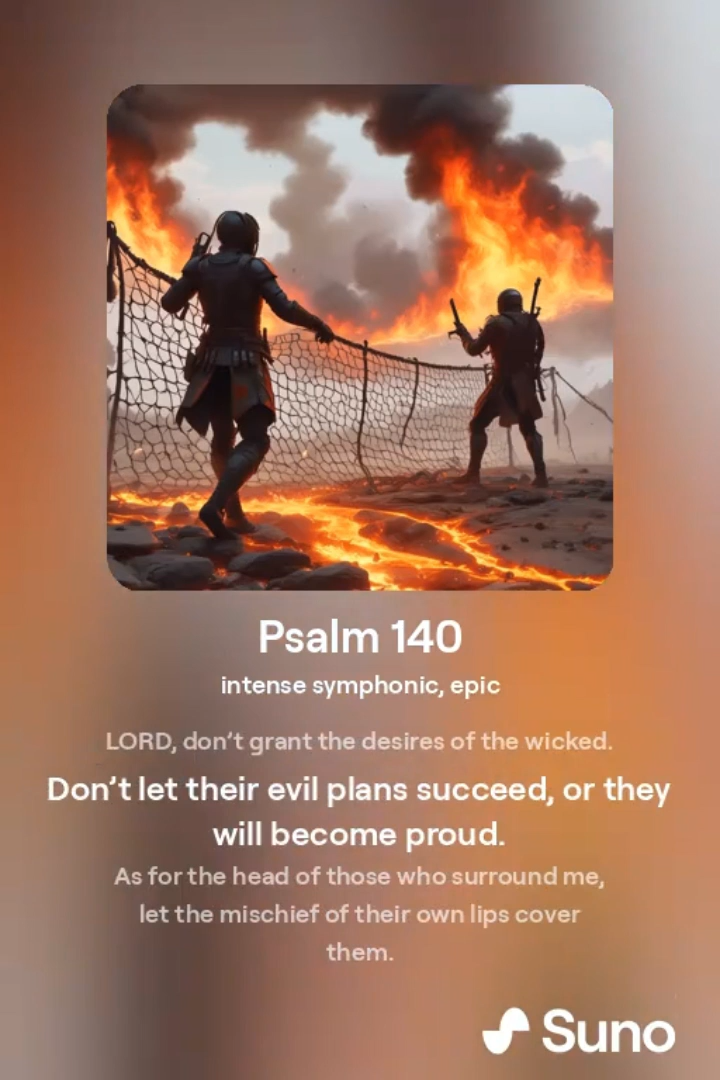 Psalm 140
intense symphonic, epic
LORD, don’t grant the desires of the wicked.
Don’t let their evil plans succeed, or they
will become proud.
As for the head of those who surround me,
let the mischief of their own lips cover
them.
Suno